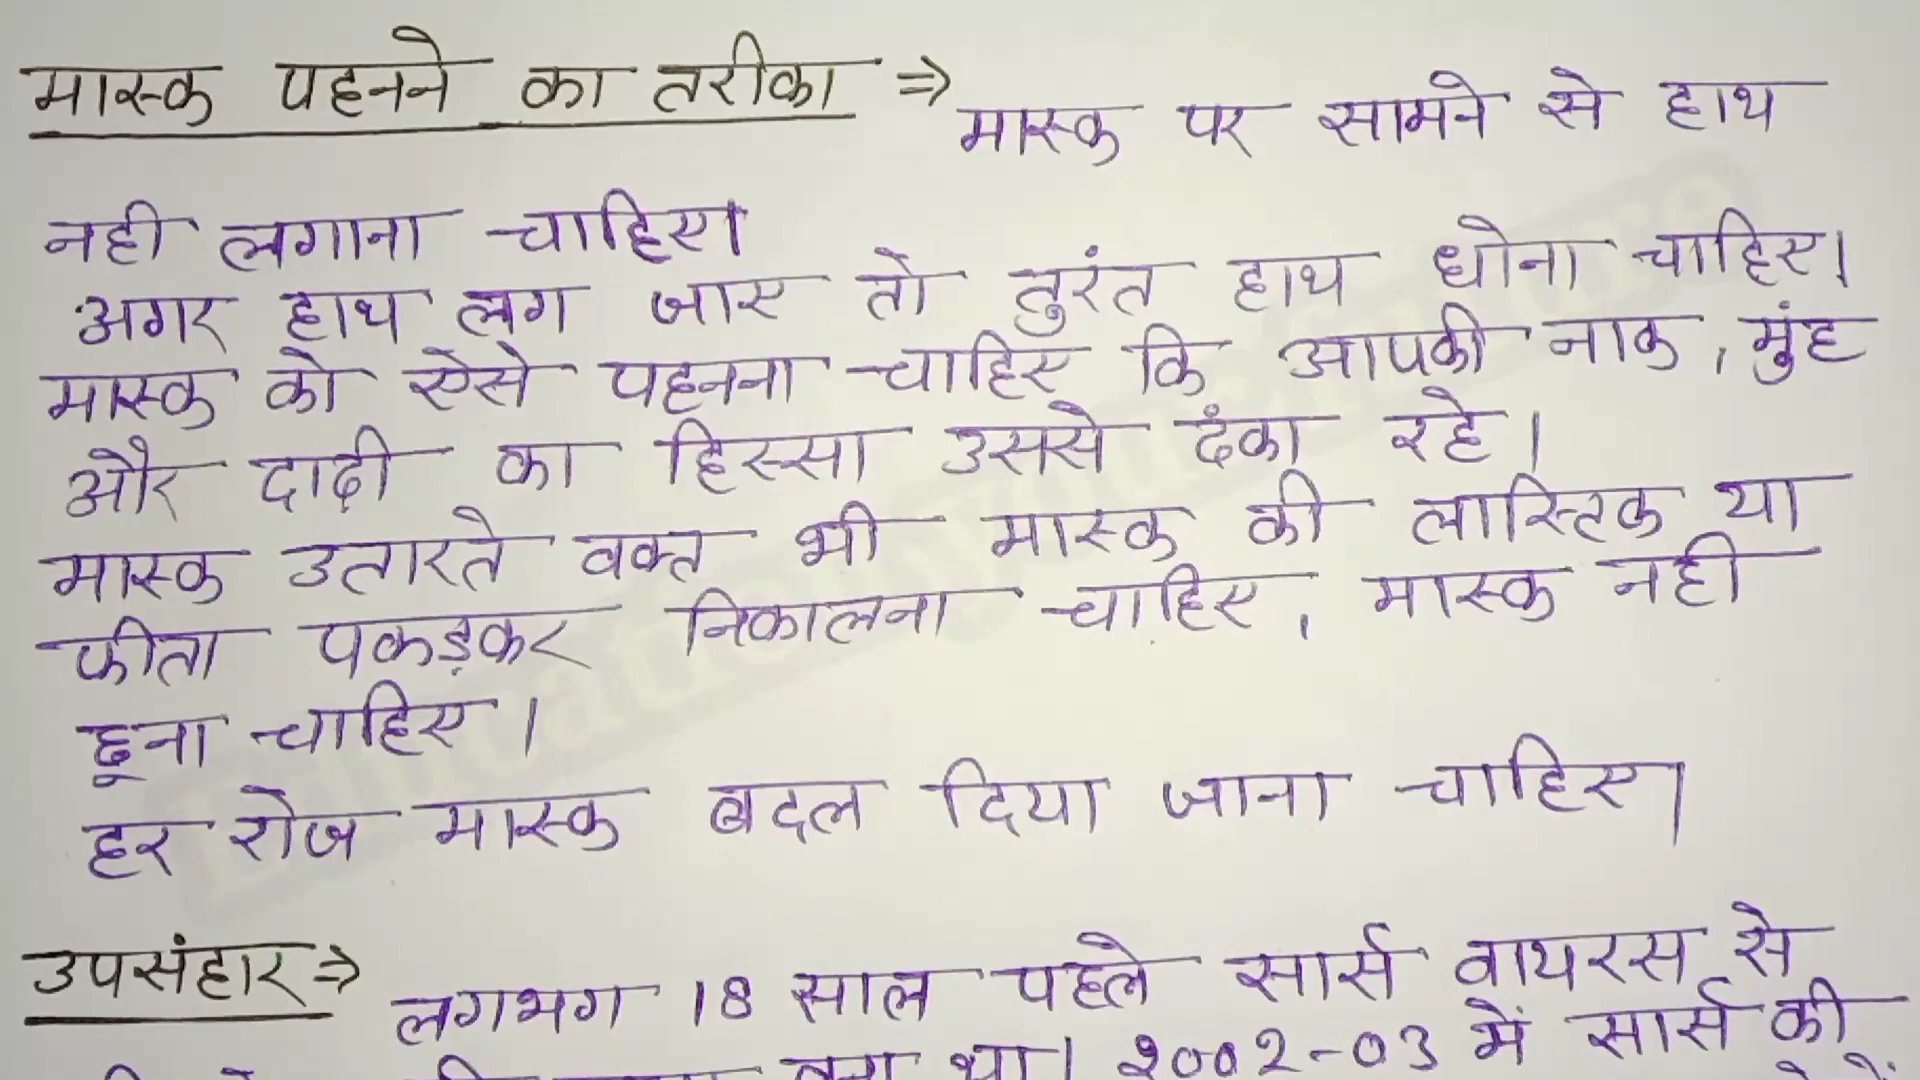 मास्क पहनने का तरीका ⇒ मास्क पर सामने से हाथ
नही लगाना चाहिए।
अगर हाथ लग जाए तो तुरंत हाथ धोना चाहिए।
मास्क को ऐसे पहनना चाहिए कि आपकी नाक, मुंह
और दाढी का हिस्सा उससे ढंका रहे।
मास्क उतारते वक्त भी मास्क की लास्टिक या
फीता पकड़कर निकालना चाहिए, मास्क नही
छूना चाहिए।
हर रोज मास्क बदल दिया जाना चाहिए।
उपसंहार ⇒ लगभग 18 साल पहले सार्स वायरस से
था। 2002-03 में सार्स की